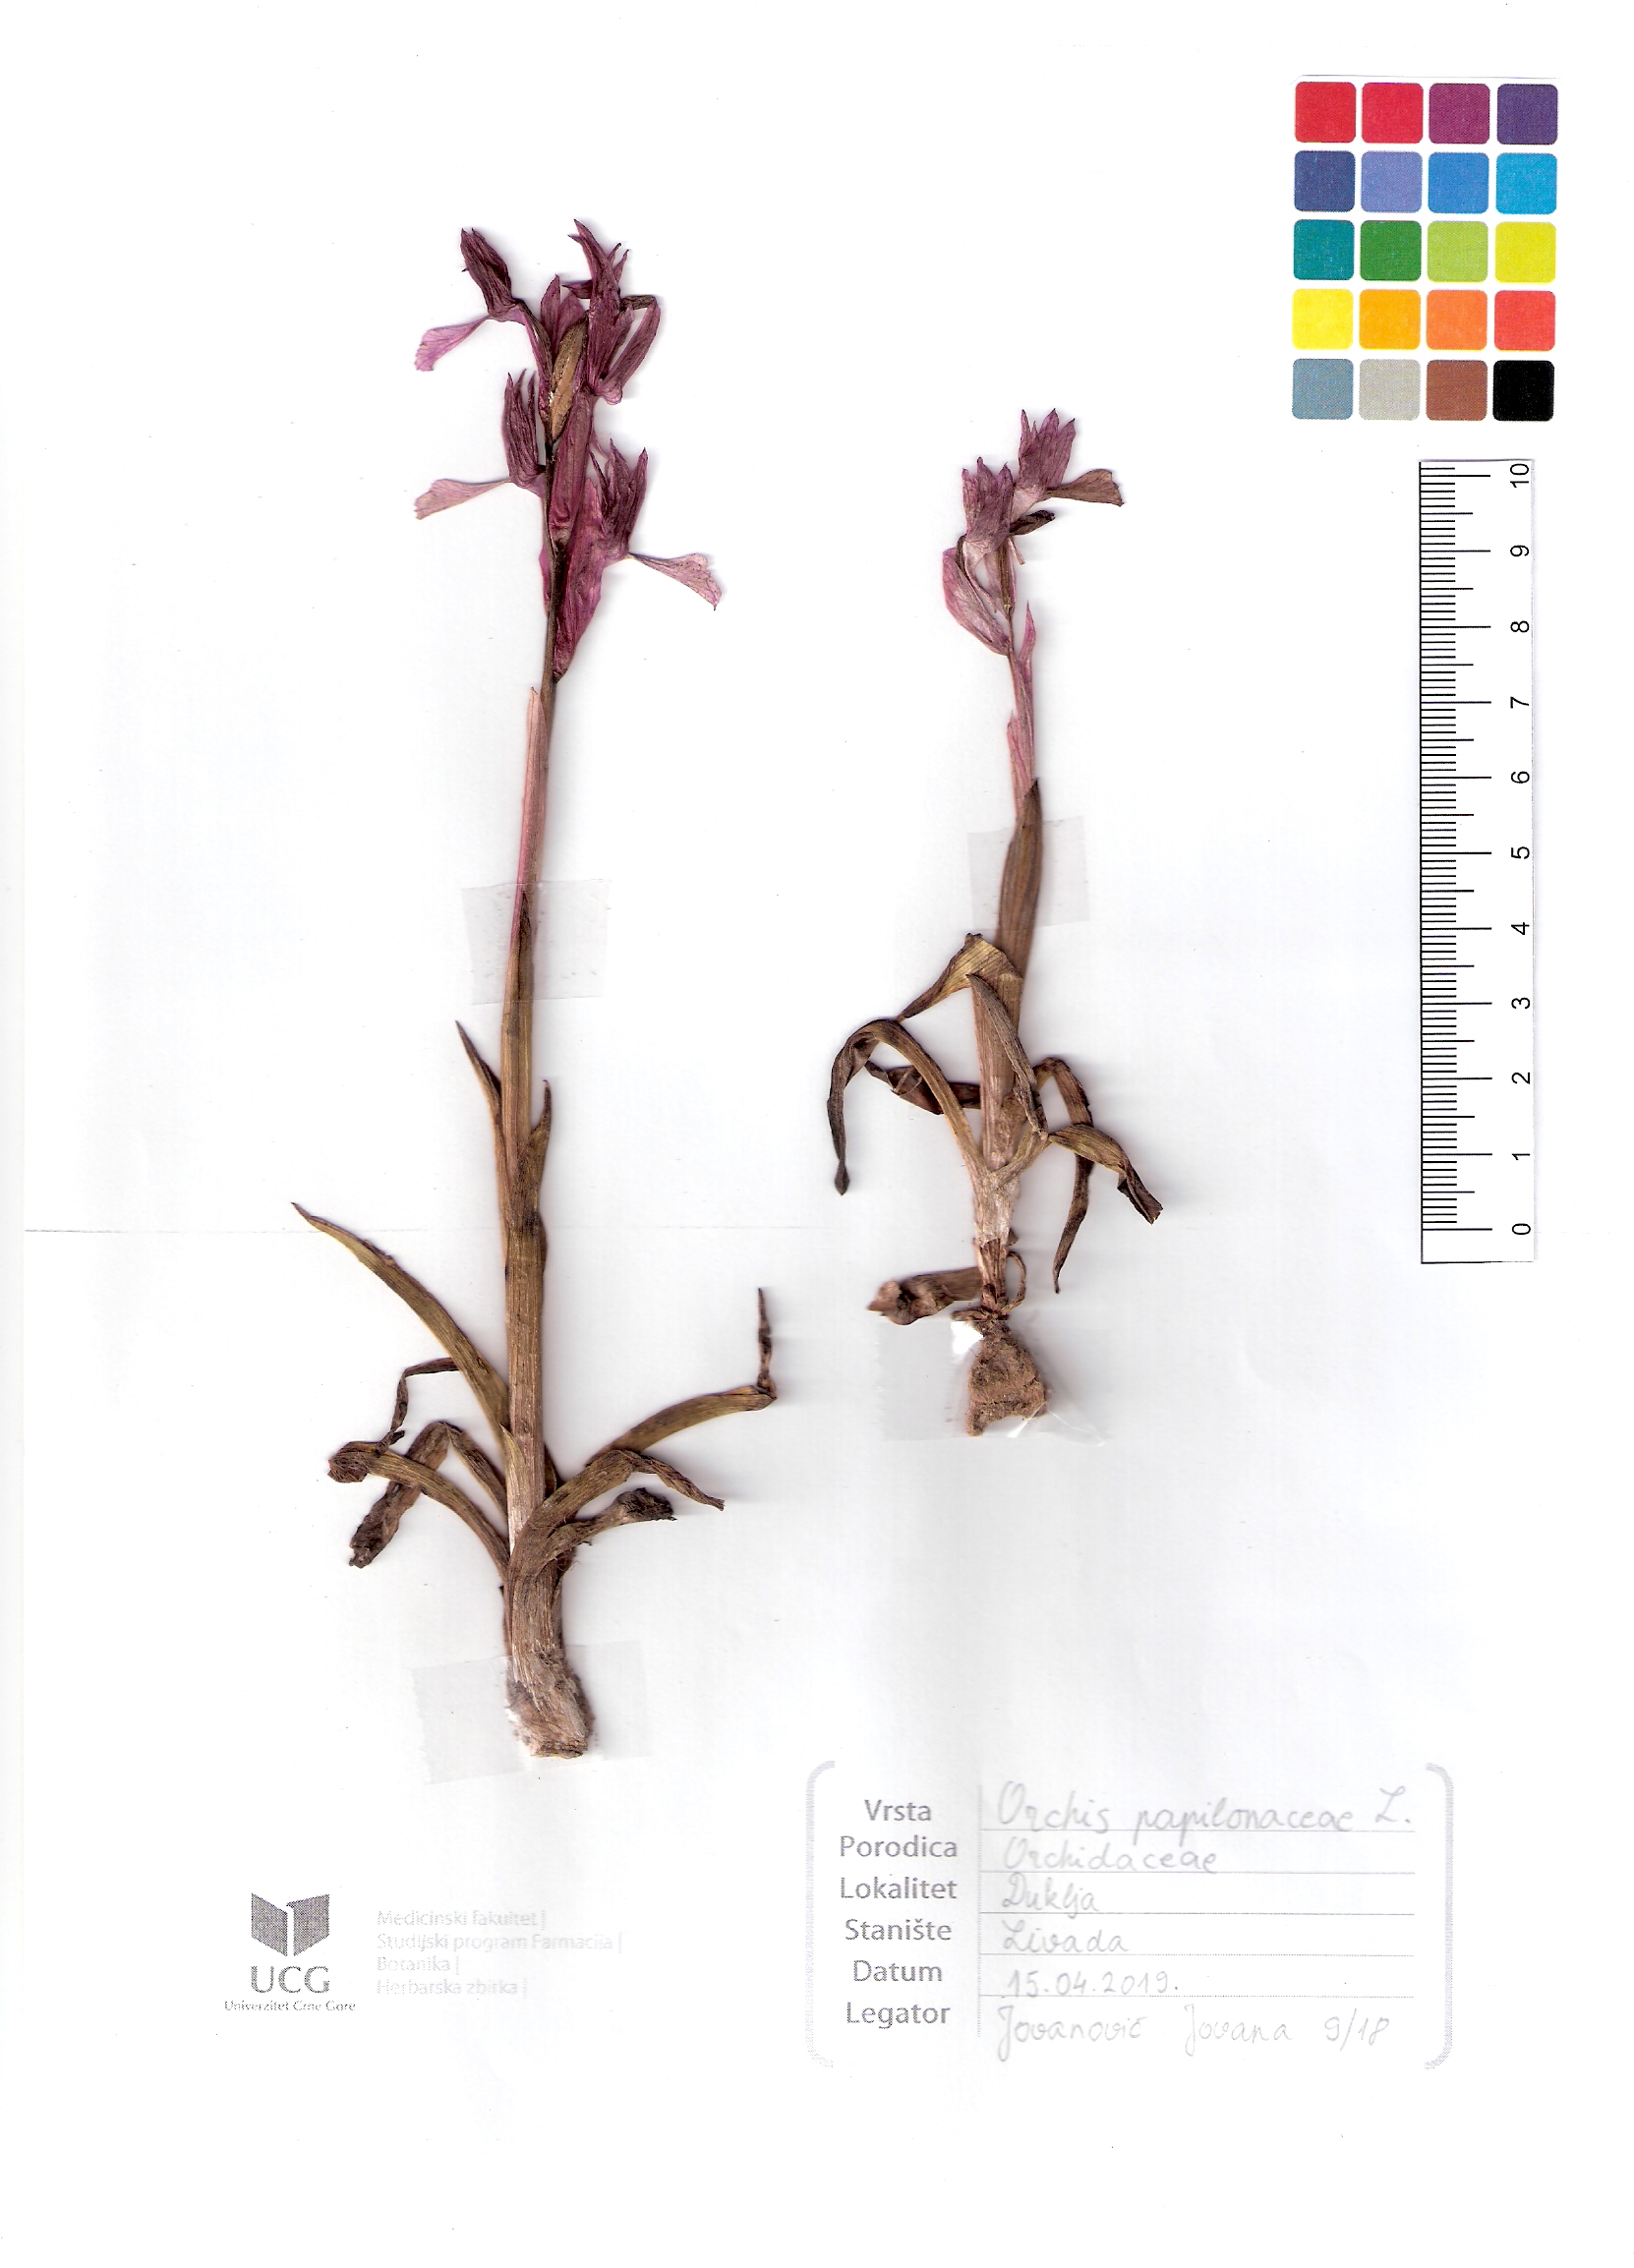 10
9
8
7
6
5
4
3
2
1
0
Vrsta Orchis papilonaceae L.
Porodica Orchidaceae
Lokalitet Duklja
Stanište Livada
Datum 15.04.2019.
Legator Jovanović Jovana 9/18
UCG
Univerzitet Crne Gore
Medicinski fakultet |
Studijski program Farmacija |
Botanika |
Herbarska zbirka |